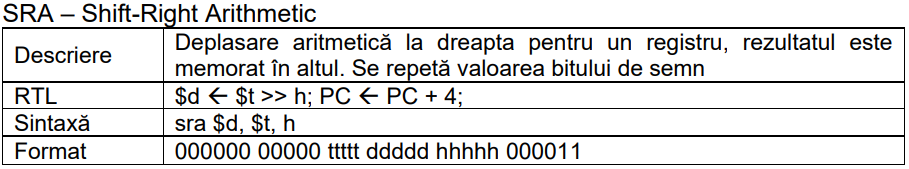 SRA – Shift-Right Arithmetic
Descriere
Deplasare aritmetică la dreapta pentru un registru, rezultatul este
memorat în altul. Se repetă valoarea bitului de semn
RTL
$d ← $t >> h; PC ← PC + 4;
Sintaxă
sra $d, $t, h
Format
000000 00000 ttttt ddddd hhhhh 000011